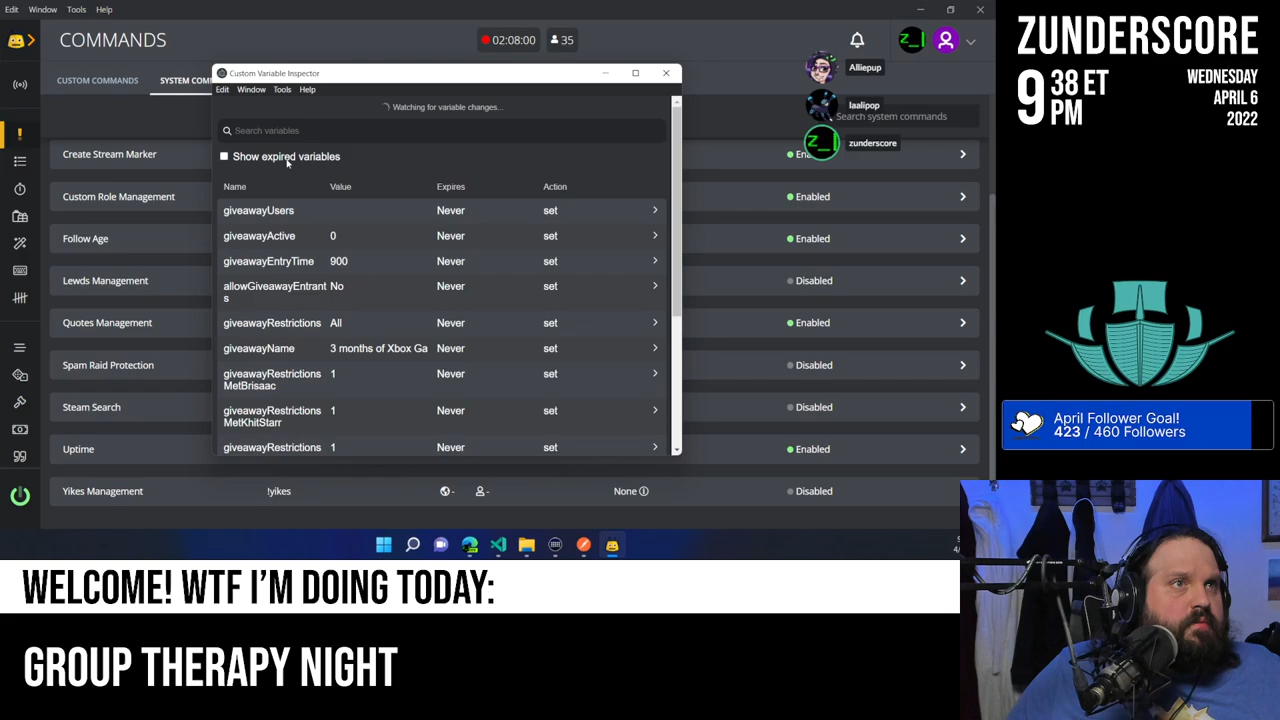 Edit Window Tools Help
COMMANDS
02:08:00
35
CUSTOM COMMANDS
SYSTEM COM
Search system commands
Custom Variable Inspector
Edit Window Tools Help
Watching for variable changes...
Search variables
Show expired variables
Name Value Expires Action
giveawayUsers Never set
giveawayActive 0 Never set
giveawayEntryTime 900 Never set
allowGiveawayEntrant No Never set
s
giveawayRestrictions All Never set
giveawayName 3 months of Xbox Ga Never set
giveawayRestrictions 1 Never set
MetBrisaac
giveawayRestrictions 1 Never set
MetKhitStarr
giveawayRestrictions 1 Never set
Create Stream Marker
Custom Role Management Enabled
Follow Age Enabled
Lewds Management Disabled
Quotes Management Enabled
Spam Raid Protection Disabled
Steam Search Disabled
Uptime Enabled
Yikes Management !yikes - - None Disabled
Alliepup
laalipop
zunderscore
z_|
z_|
ZUNDERSCORE
9 38 ET
PM
WEDNESDAY
APRIL 6
2022
April Follower Goal!
423 / 460 Followers
WELCOME! WTF I'M DOING TODAY:
GROUP THERAPY NIGHT